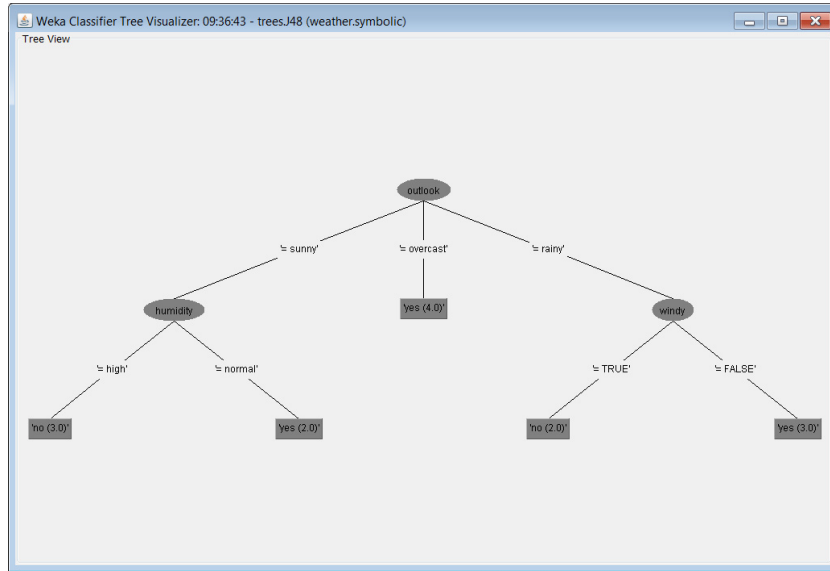 Weka Classifier Tree Visualizer: 09:36:43 - trees.J48 (weather.symbolic)
Tree View
outlook
'= sunny'
'= overcast'
'= rainy'
humidity
'yes (4.0)'
windy
'= high'
'= normal'
'= TRUE'
'= FALSE'
'no (3.0)'
'yes (2.0)'
'no (2.0)'
'yes (3.0)'